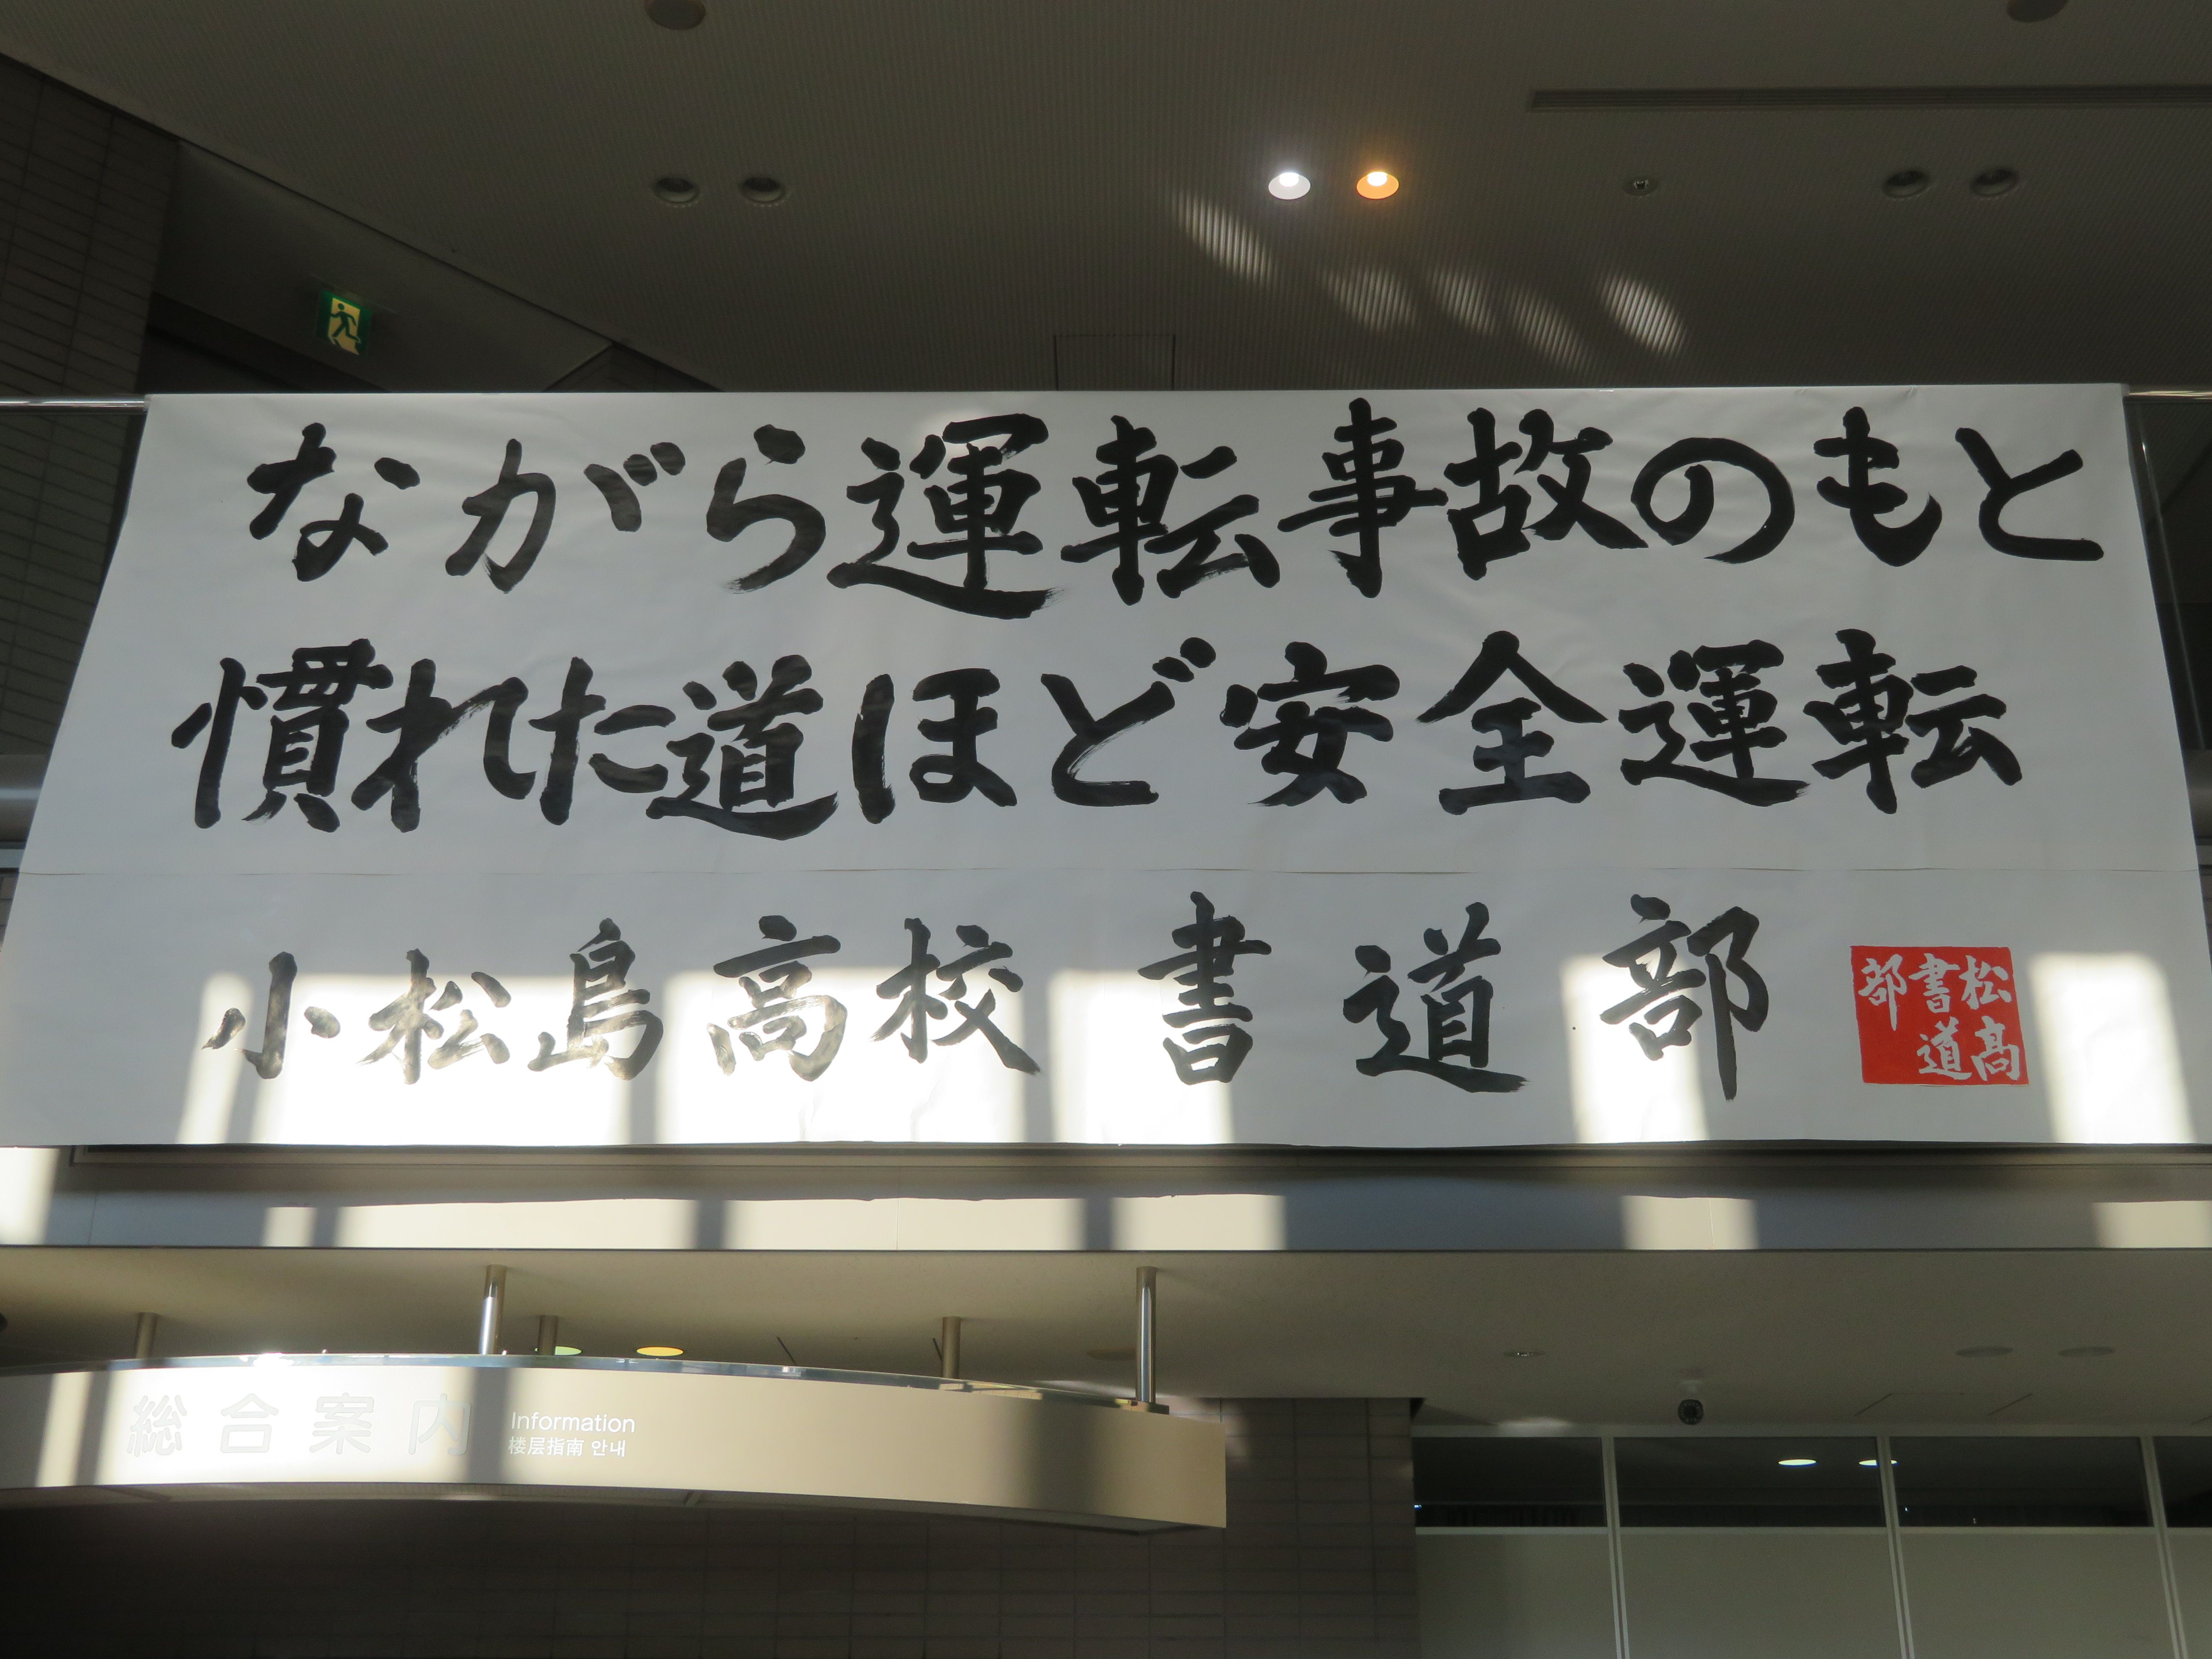 ながら運転事故のもと
慣れた道ほど安全運転
小松島高校 書道部
松高
書道
部
総合案内
Information
楼层指南 안내